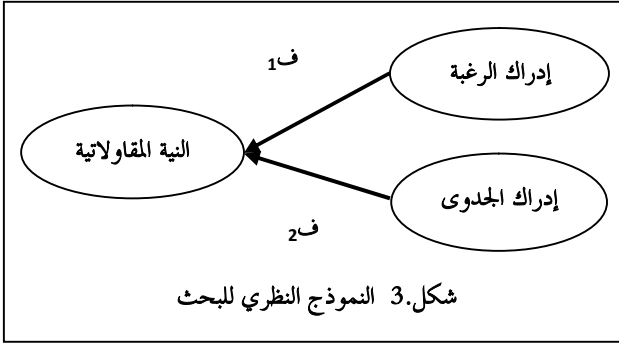 إدراك الرغبة
ف1
النية المقاولاتية
إدراك الجدوى
ف2
شكل.3 النموذج النظري للبحث